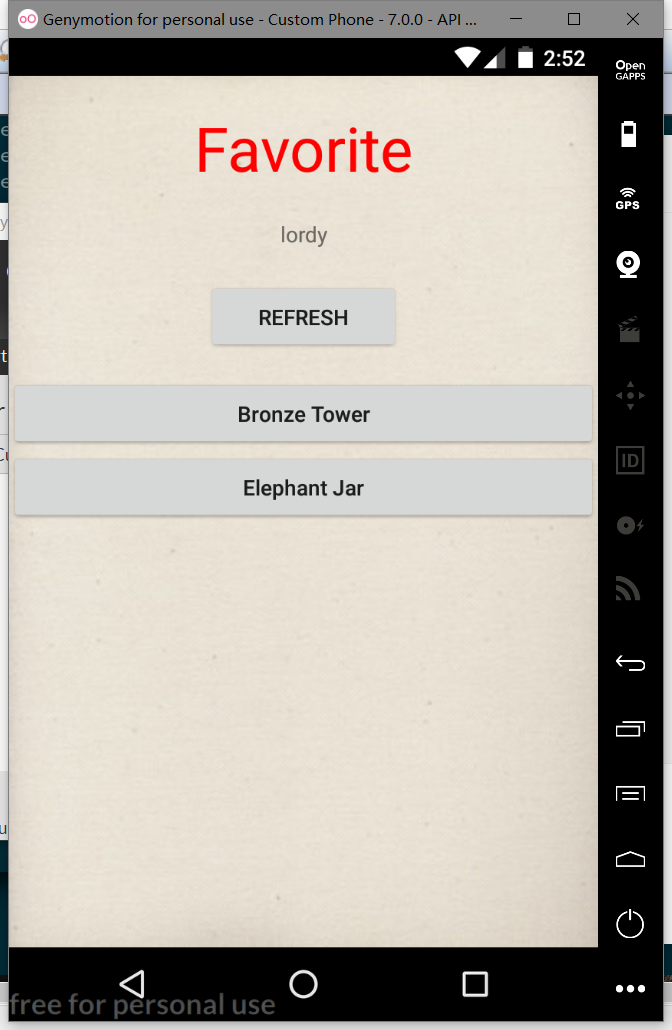 Genymotion for personal use - Custom Phone - 7.0.0 - API ...
2:52
Open
GAPPS
GPS
ID
Favorite
lordy
REFRESH
Bronze Tower
Elephant Jar
free for personal use